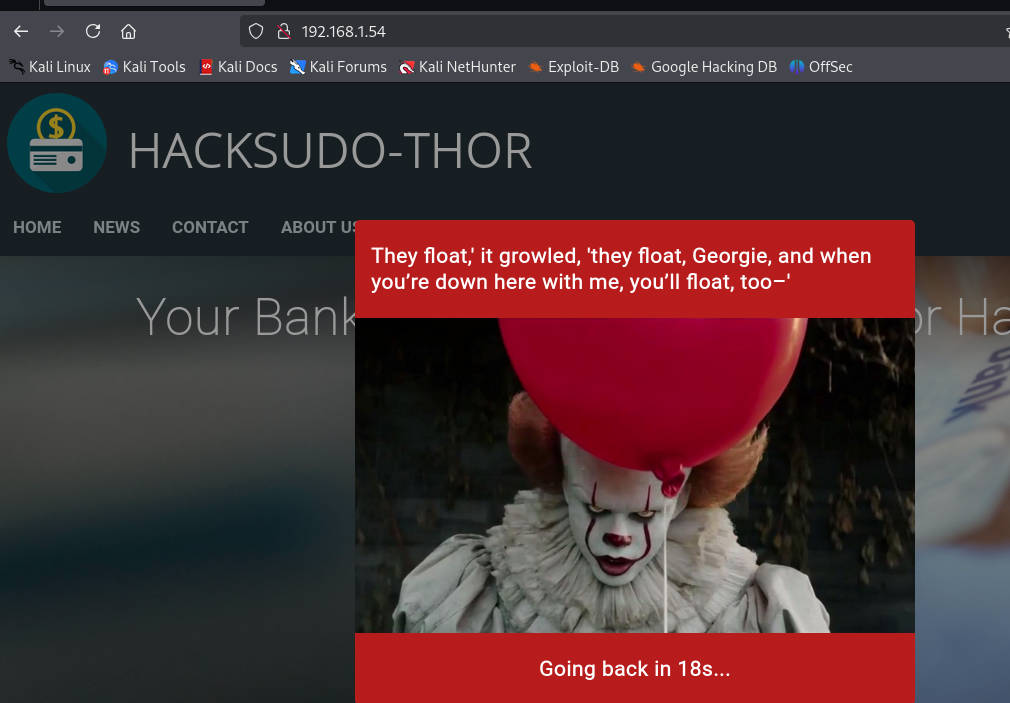 192.168.1.54
Kali Linux Kali Tools Kali Docs Kali Forums Kali NetHunter Exploit-DB Google Hacking DB OffSec
HACKSUDO-THOR
HOME NEWS CONTACT ABOUT US
They float,' it growled, 'they float, Georgie, and when
you’re down here with me, you’ll float, too–'
Your Bank
or Ha
Going back in 18s...